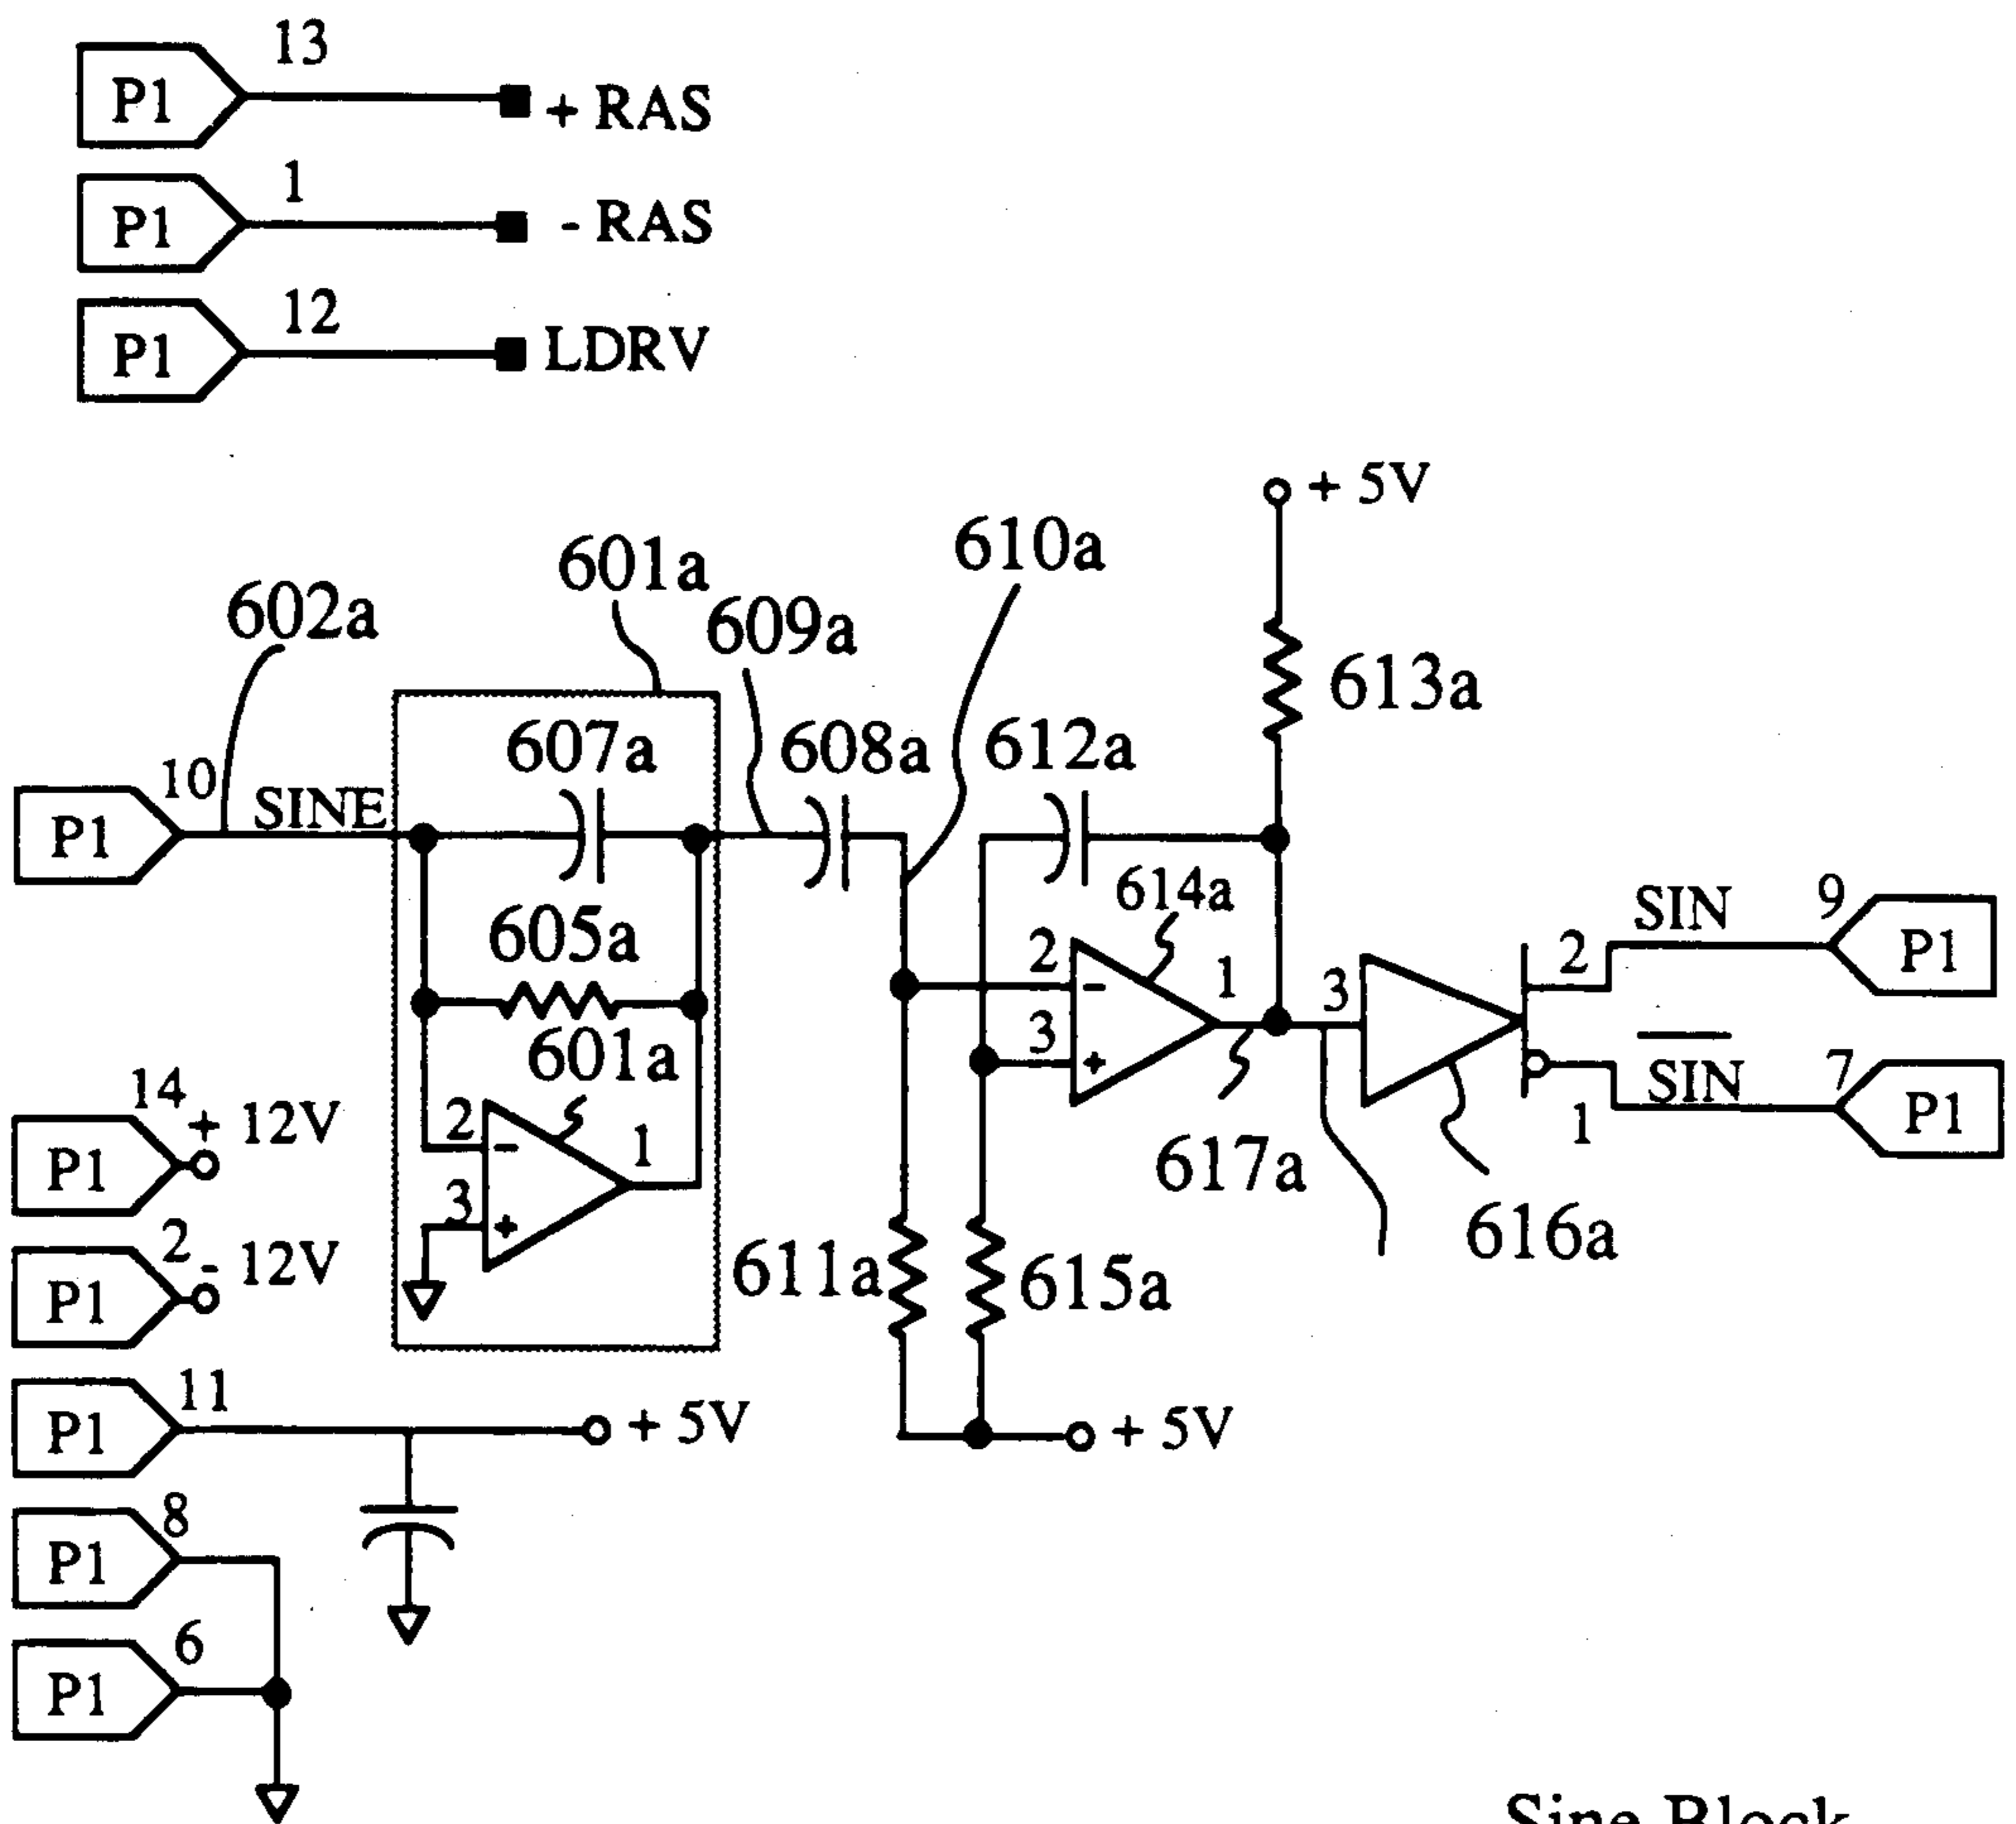 13
P1
+ RAS
1
P1
- RAS
12
P1
LDRV
+ 5V
610a
601a
602a
609a
613a
607a
608a
612a
10
SINE
P1
614a
SIN
9
605a
2
1
2
P1
3
3
601a
SIN
7
14
+ 12V
P1
2
1
1
P1
617a
3
2
- 12V
616a
P1
611a
615a
11
P1
+ 5V
+ 5V
8
P1
6
P1
Sine Block